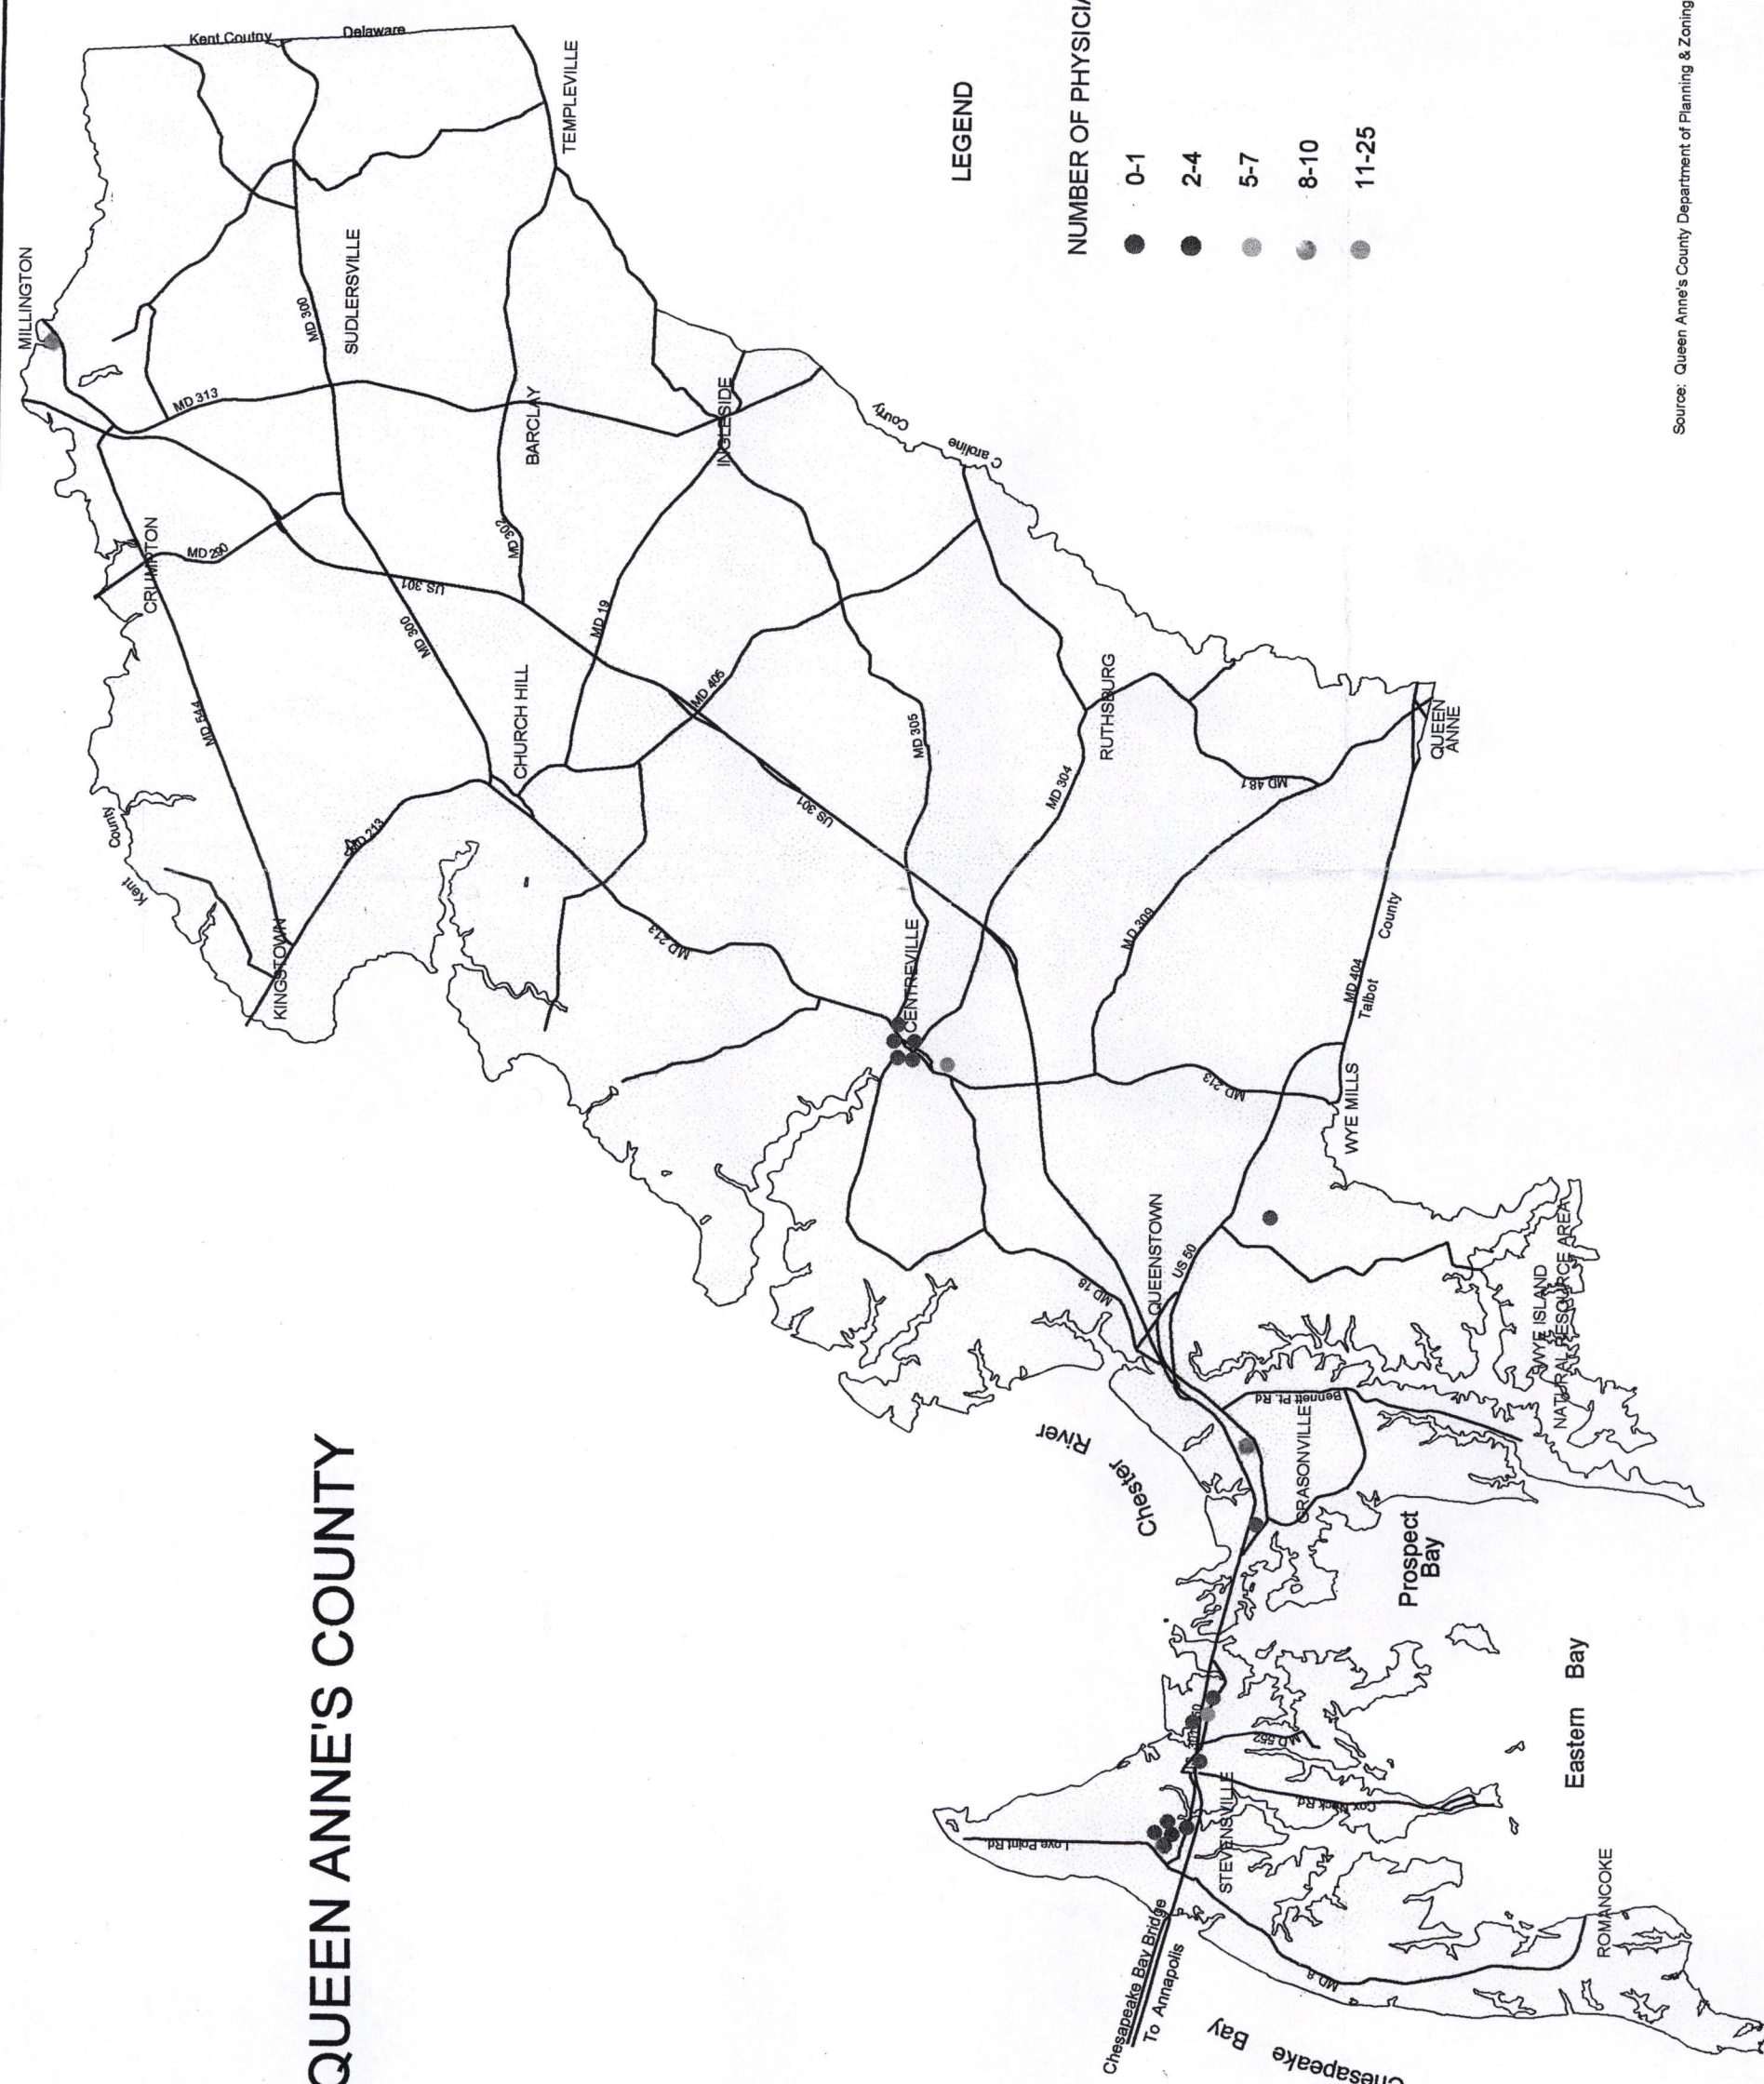 QUEEN ANNE'S COUNTY
Kent Coutny
Delaware
MILLINGTON
TEMPLEVILLE
MD 300
SUDLERSVILLE
MD 313
BARCLAY
INGLESIDE
County
Caroline
CRUMPTON
MD 290
US 301
MD 302
MD 300
MD 19
MD 544
CHURCH HILL
MD 405
MD 305
RUTHSBURG
QUEEN
ANNE
County
Kent
MD 213
US 301
MD 304
MD 481
KINGSTOWN
MD 213
CENTREVILLE
MD 309
County
MD 404
Talbot
MD 213
WYE MILLS
QUEENSTOWN
US 50
MD 18
WYE ISLAND
NATURAL RESOURCE AREA
Bennett Pt. Rd
Chester
River
GRASONVILLE
Prospect
Bay
Eastern Bay
MD 552
Cox Neck Rd
Love Point Rd
STEVENSVILLE
ROMANCOKE
MD 8
Chesapeake Bay Bridge
To Annapolis
Chesapeake
Bay
LEGEND
NUMBER OF PHYSICIA
0-1
2-4
5-7
8-10
11-25
Source: Queen Anne's County Department of Planning & Zoning